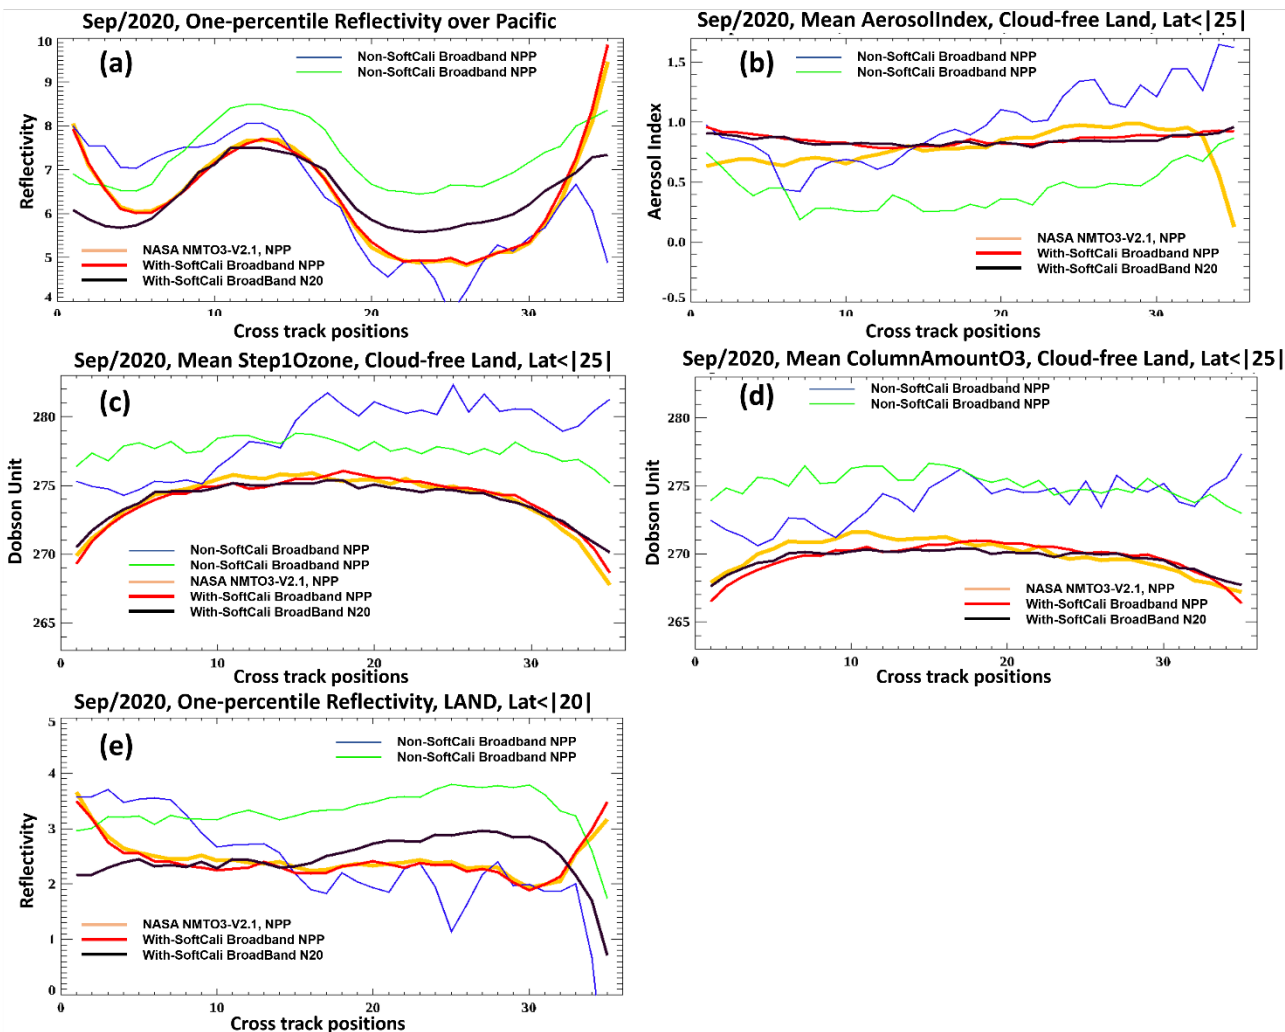 Sep/2020, One-percentile Reflectivity over Pacific
(a)
Non-SoftCali Broadband NPP
Non-SoftCali Broadband NPP
10
9
8
7
6
5
4
Reflectivity
NASA NMTO3-V2.1, NPP
With-SoftCali Broadband NPP
With-SoftCali BroadBand N20
0
10
20
30
Cross track positions
Sep/2020, Mean AerosolIndex, Cloud-free Land, Lat<|25|
(b)
Non-SoftCali Broadband NPP
Non-SoftCali Broadband NPP
1.5
1.0
0.5
0.0
-0.5
Aerosol Index
NASA NMTO3-V2.1, NPP
With-SoftCali Broadband NPP
With-SoftCali BroadBand N20
0
10
20
30
Cross track positions
Sep/2020, Mean Step1Ozone, Cloud-free Land, Lat<|25|
(c)
280
275
270
265
Dobson Unit
Non-SoftCali Broadband NPP
Non-SoftCali Broadband NPP
NASA NMTO3-V2.1, NPP
With-SoftCali Broadband NPP
With-SoftCali BroadBand N20
0
10
20
30
Cross track positions
Sep/2020, Mean ColumnAmountO3, Cloud-free Land, Lat<|25|
(d)
Non-SoftCali Broadband NPP
Non-SoftCali Broadband NPP
280
275
270
265
Dobson Unit
NASA NMTO3-V2.1, NPP
With-SoftCali Broadband NPP
With-SoftCali BroadBand N20
0
10
20
30
Cross track positions
Sep/2020, One-percentile Reflectivity, LAND, Lat<|20|
(e)
Non-SoftCali Broadband NPP
Non-SoftCali Broadband NPP
5
4
3
2
1
0
Reflectivity
NASA NMTO3-V2.1, NPP
With-SoftCali Broadband NPP
With-SoftCali BroadBand N20
0
10
20
30
Cross track positions